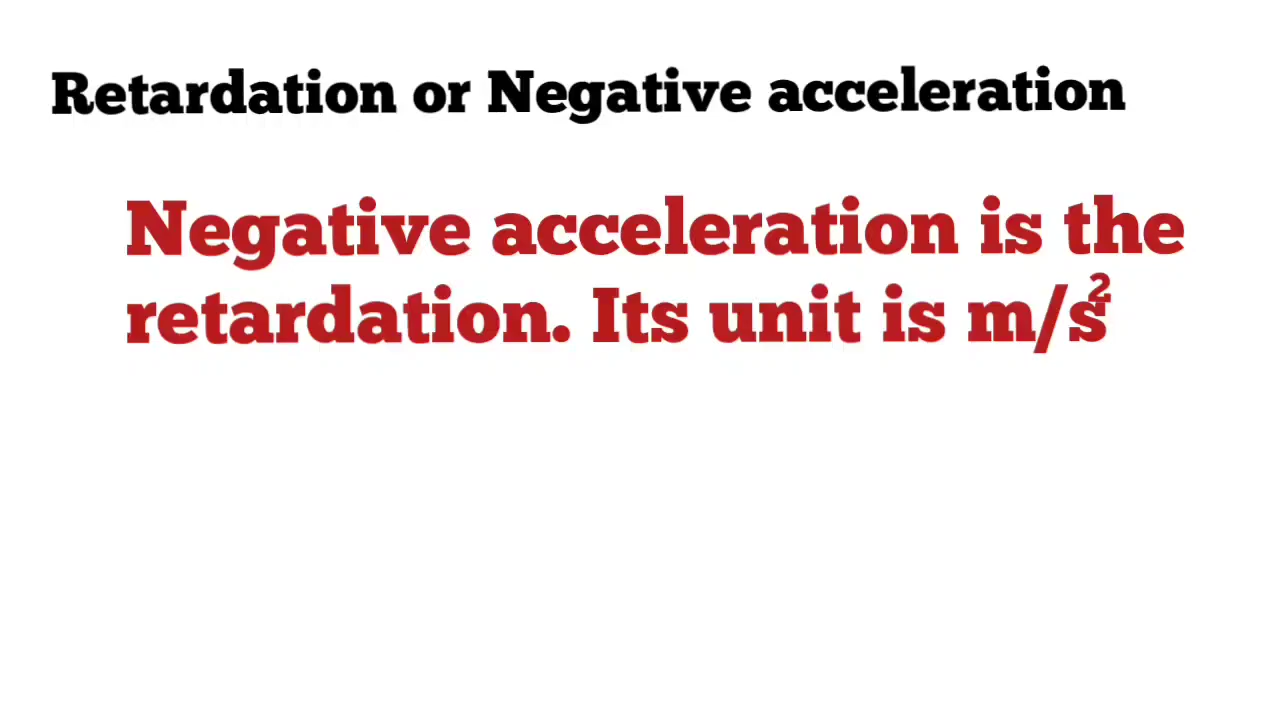 Retardation or Negative acceleration
Negative acceleration is the
retardation. Its unit is m/s²